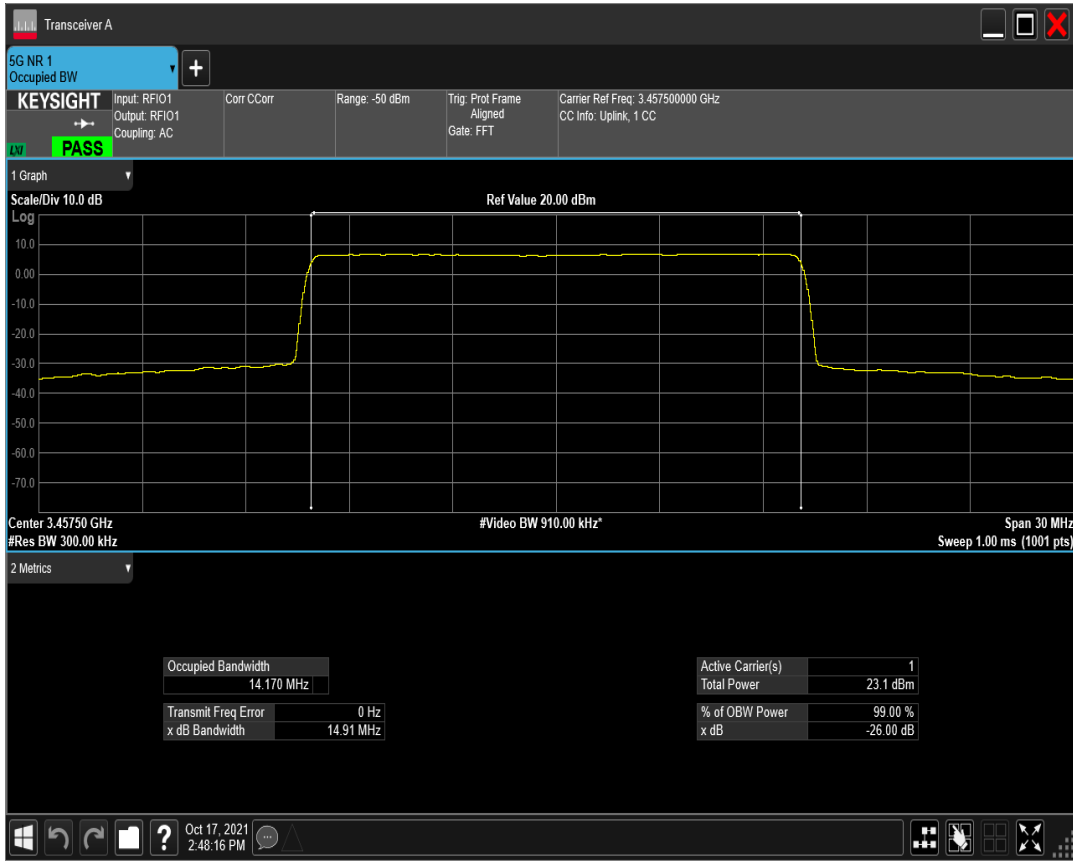 Transceiver A
5G NR 1
Occupied BW
KEYSIGHT
Input: RFIO1
Output: RFIO1
Coupling: AC
Corr CCorr
Range: -50 dBm
Trig: Prot Frame
Aligned
Gate: FFT
Carrier Ref Freq: 3.457500000 GHz
CC Info: Uplink, 1 CC
LXI
PASS
1 Graph
Scale/Div 10.0 dB
Ref Value 20.00 dBm
Log
10.0
0.00
-10.0
-20.0
-30.0
-40.0
-50.0
-60.0
-70.0
Center 3.45750 GHz
#Video BW 910.00 kHz*
Span 30 MHz
#Res BW 300.00 kHz
Sweep 1.00 ms (1001 pts)
2 Metrics
Occupied Bandwidth
14.170 MHz
Transmit Freq Error 0 Hz
x dB Bandwidth 14.91 MHz
Active Carrier(s) 1
Total Power 23.1 dBm
% of OBW Power 99.00 %
x dB -26.00 dB
Oct 17, 2021
2:48:16 PM